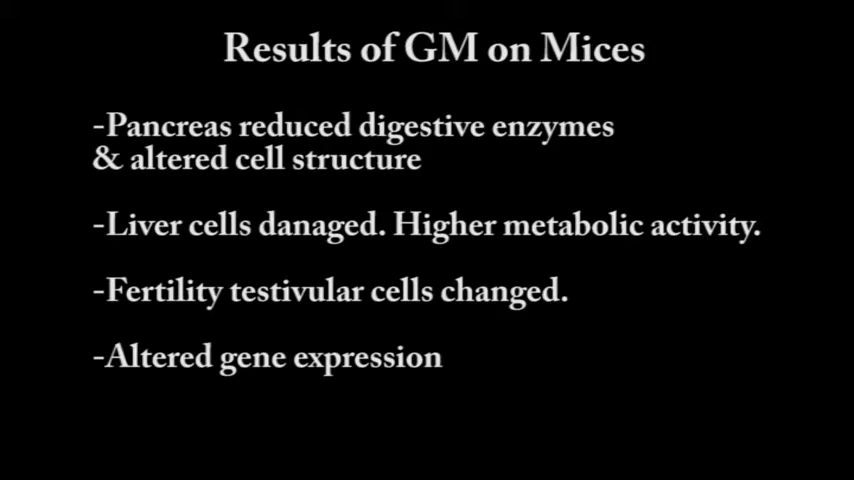 Results of GM on Mices
-Pancreas reduced digestive enzymes
& altered cell structure
-Liver cells danaged. Higher metabolic activity.
-Fertility testivular cells changed.
-Altered gene expression